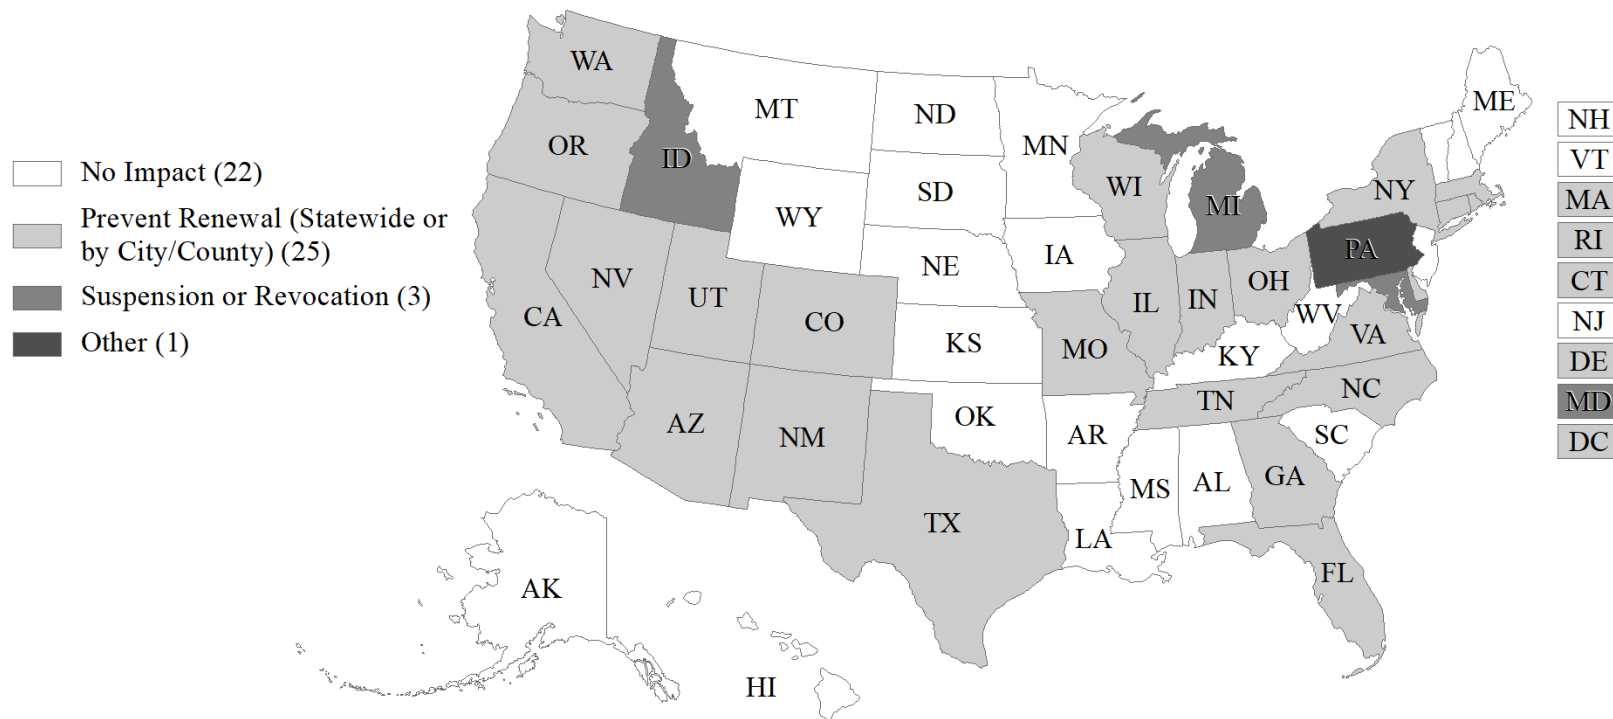 No Impact (22)
Prevent Renewal (Statewide or
by City/County) (25)
Suspension or Revocation (3)
Other (1)
WA
OR
ID
MT
ND
MN
SD
WY
NE
IA
WI
MI
NY
ME
PA
NV
UT
CO
CA
KS
MO
IL
IN
OH
WV
VA
KY
NC
TN
AZ
NM
OK
AR
SC
MS
AL
GA
TX
LA
FL
AK
HI
NH
VT
MA
RI
CT
NJ
DE
MD
DC